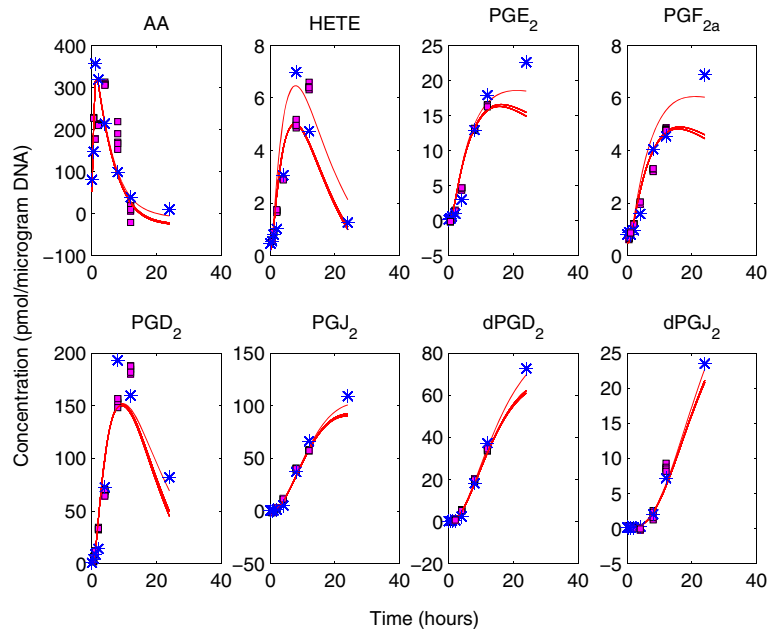 AA HETE PGE2 PGF2a
400 300 200 100 0 −100
0 20 40
8 6 4 2 0
0 20 40
25 20 15 10 5 0 −5
0 20 40
8 6 4 2 0
0 20 40
PGD2 PGJ2 dPGD2 dPGJ2
200 150 100 50 0
0 20 40
150 100 50 0 −50
0 20 40
80 60 40 20 0 −20
0 20 40
25 20 15 10 5 0
0 20 40
Concentration (pmol/microgram DNA)
Time (hours)